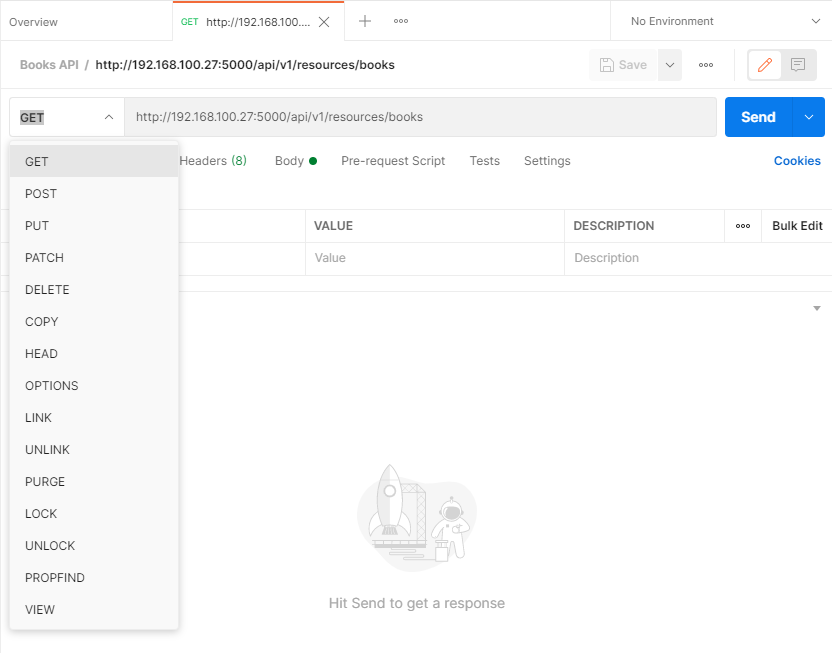 Overview
GET http://192.168.100....
No Environment
Books API / http://192.168.100.27:5000/api/v1/resources/books
Save
GET http://192.168.100.27:5000/api/v1/resources/books
Send
GET
Headers (8) Body Pre-request Script Tests Settings
Cookies
POST
PUT
VALUE DESCRIPTION Bulk Edit
PATCH
Value Description
DELETE
COPY
HEAD
OPTIONS
LINK
UNLINK
PURGE
LOCK
UNLOCK
PROPFIND
VIEW
Hit Send to get a response